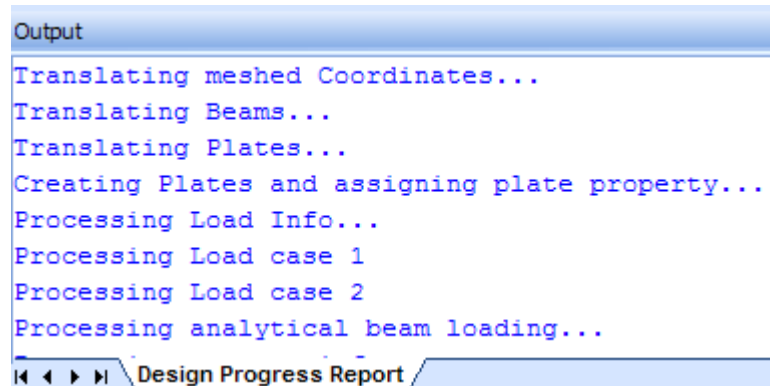 Output
Translating meshed Coordinates...
Translating Beams...
Translating Plates...
Creating Plates and assigning plate property...
Processing Load Info...
Processing Load case 1
Processing Load case 2
Processing analytical beam loading...
Design Progress Report